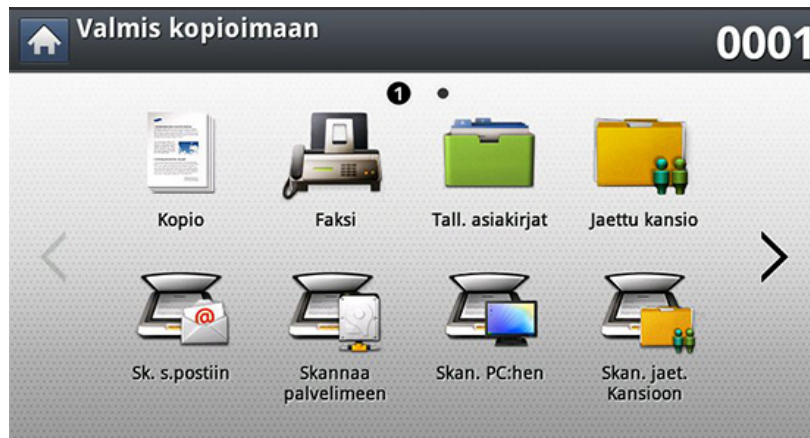 Valmis kopioimaan
0001
1
Kopio
Faksi
Tall. asiakirjat
Jaettu kansio
@
Sk. s.postiin
Skannaa
palvelimeen
Skan. PC:hen
Skan. jaet.
Kansioon